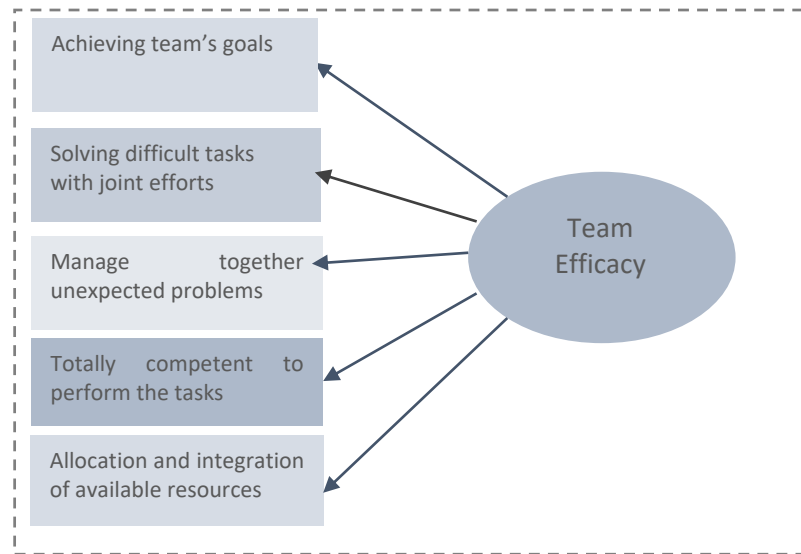 Achieving team’s goals
Solving difficult tasks
with joint efforts
Manage together
unexpected problems
Totally competent to
perform the tasks
Allocation and integration
of available resources
Team
Efficacy